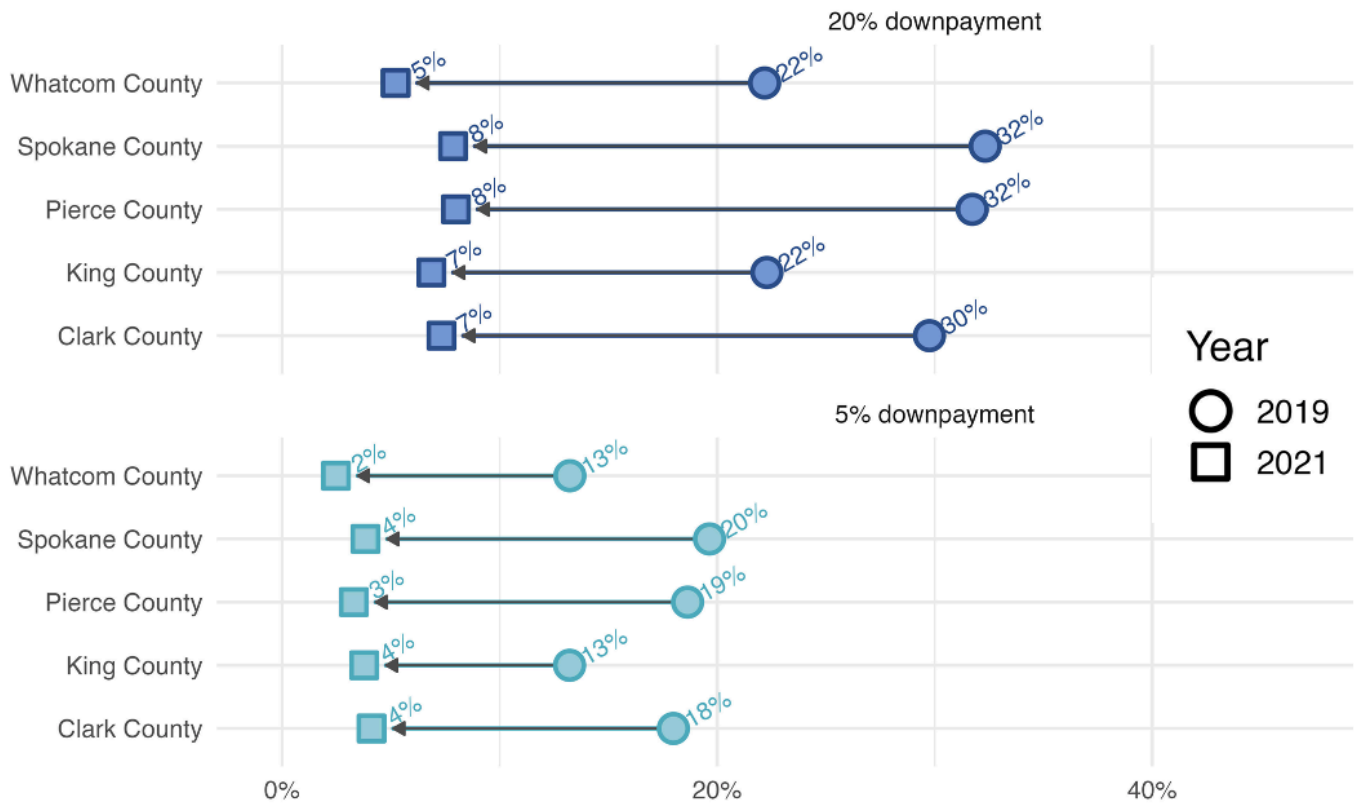 20% downpayment
Whatcom County 5% 22%
Spokane County 8% 32%
Pierce County 8% 32%
King County 7% 22%
Clark County 7% 30%
5% downpayment
Whatcom County 2% 13%
Spokane County 4% 20%
Pierce County 3% 19%
King County 4% 13%
Clark County 4% 18%
0% 20% 40%
Year
2019
2021